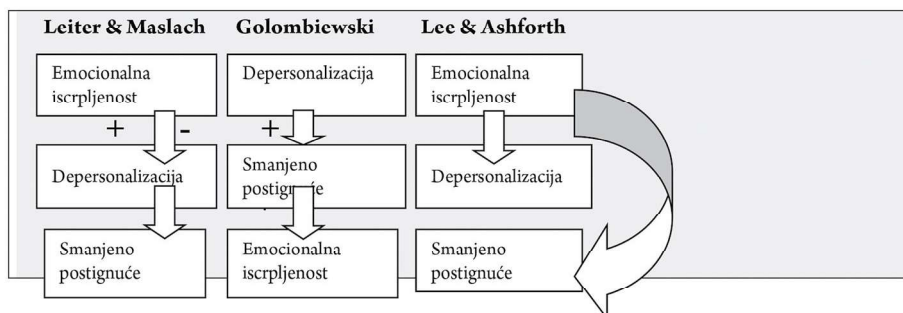 Leiter & Maslach Golombiewski Lee & Ashforth
Emocionalna
iscrpljenost
Depersonalizacija
Emocionalna
iscrpljenost
+ - +
Depersonalizacija
Smanjeno
postignuće
Depersonalizacija
Smanjeno
postignuće
Emocionalna
iscrpljenost
Smanjeno
postignuće